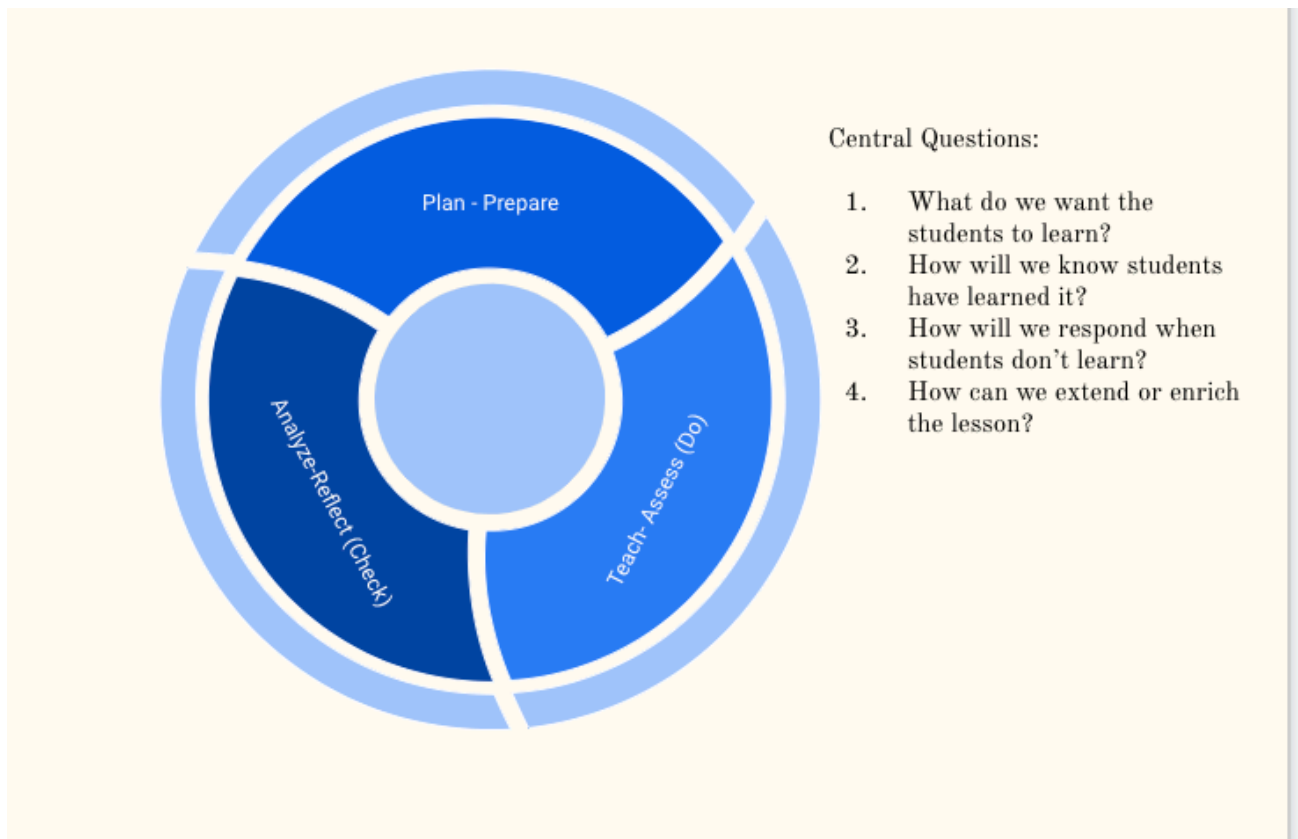 Plan - Prepare
Teach- Assess (Do)
Analyze-Reflect (Check)
Central Questions:
1. What do we want the
students to learn?
2. How will we know students
have learned it?
3. How will we respond when
students don’t learn?
4. How can we extend or enrich
the lesson?